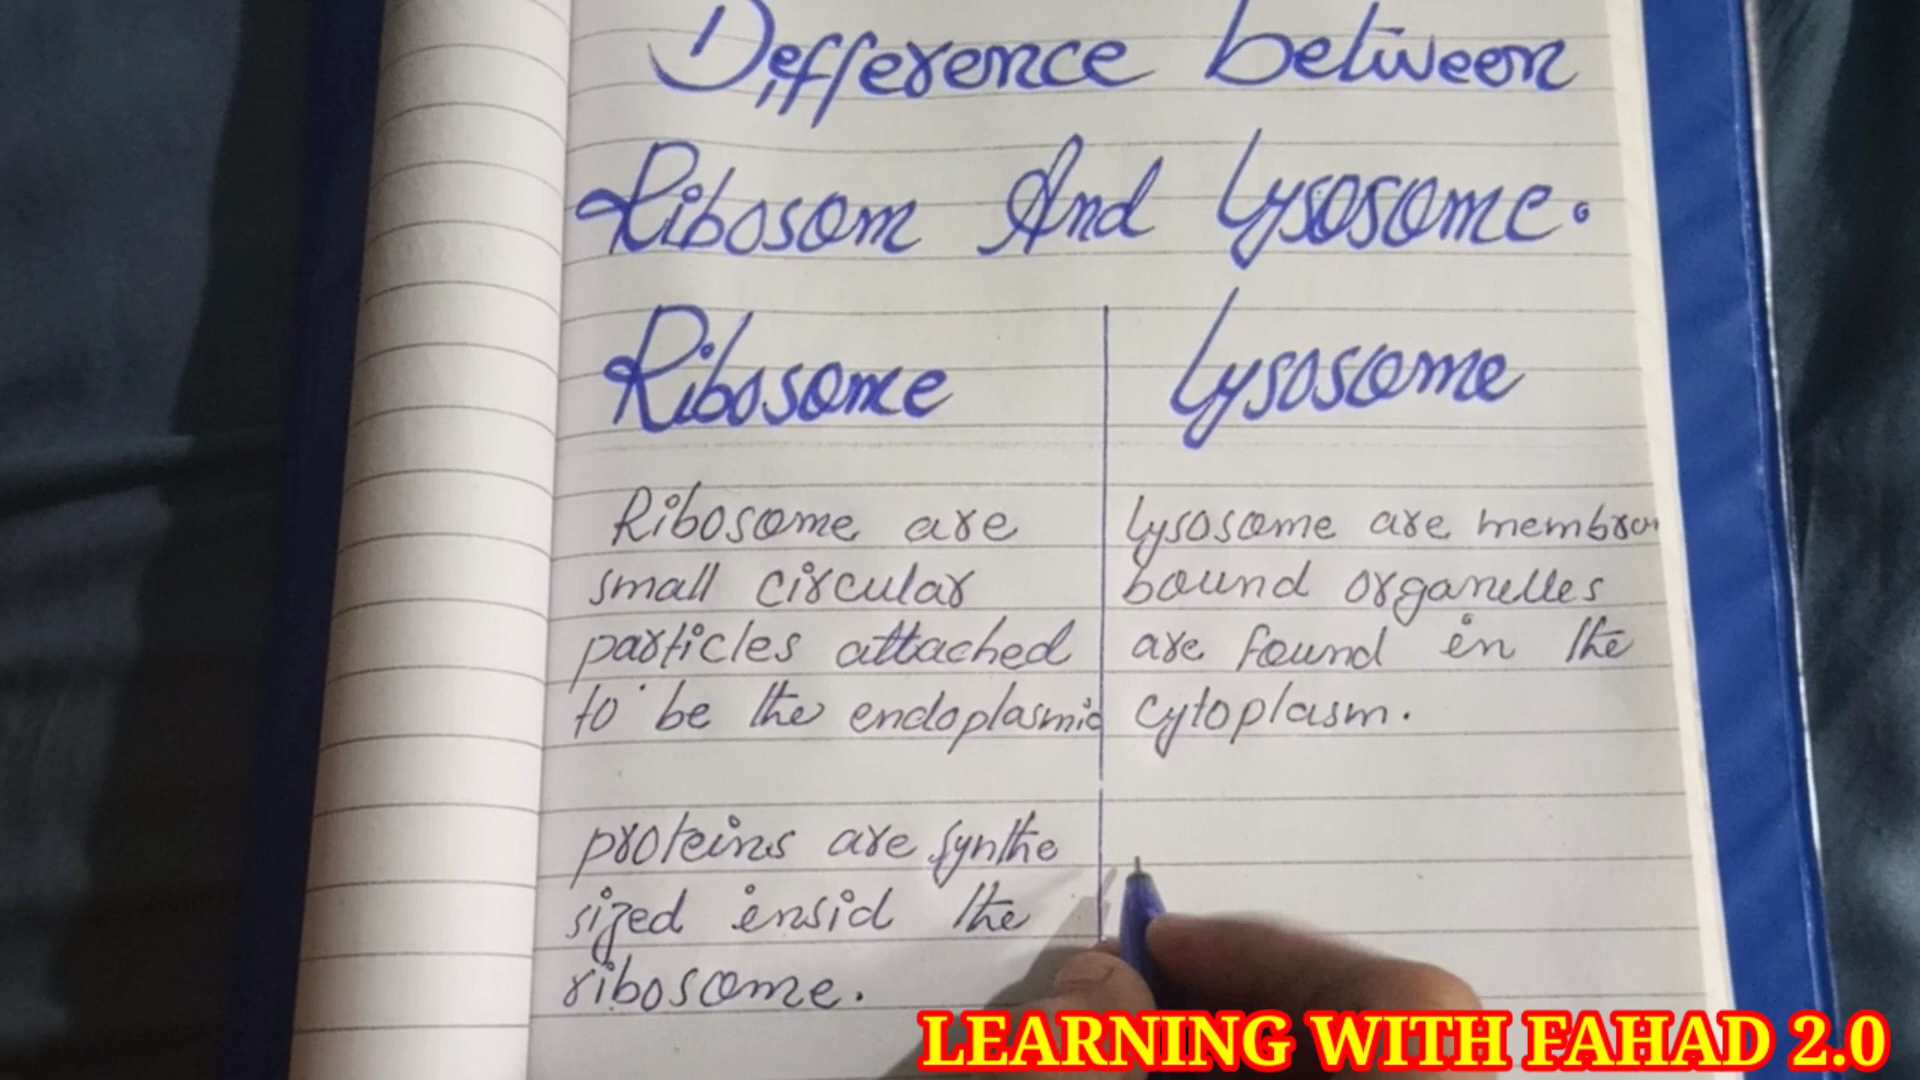 Difference between
Ribosom And Lysosome.
Ribosome
Lysosome
Ribosome are
small circular
particles attached
to be the endoplasmic
proteins are synthe
sized insid the
ribosome.
Lysosome are membran
bound organelles
are found in the
cytoplasm.
LEARNING WITH FAHAD 2.0